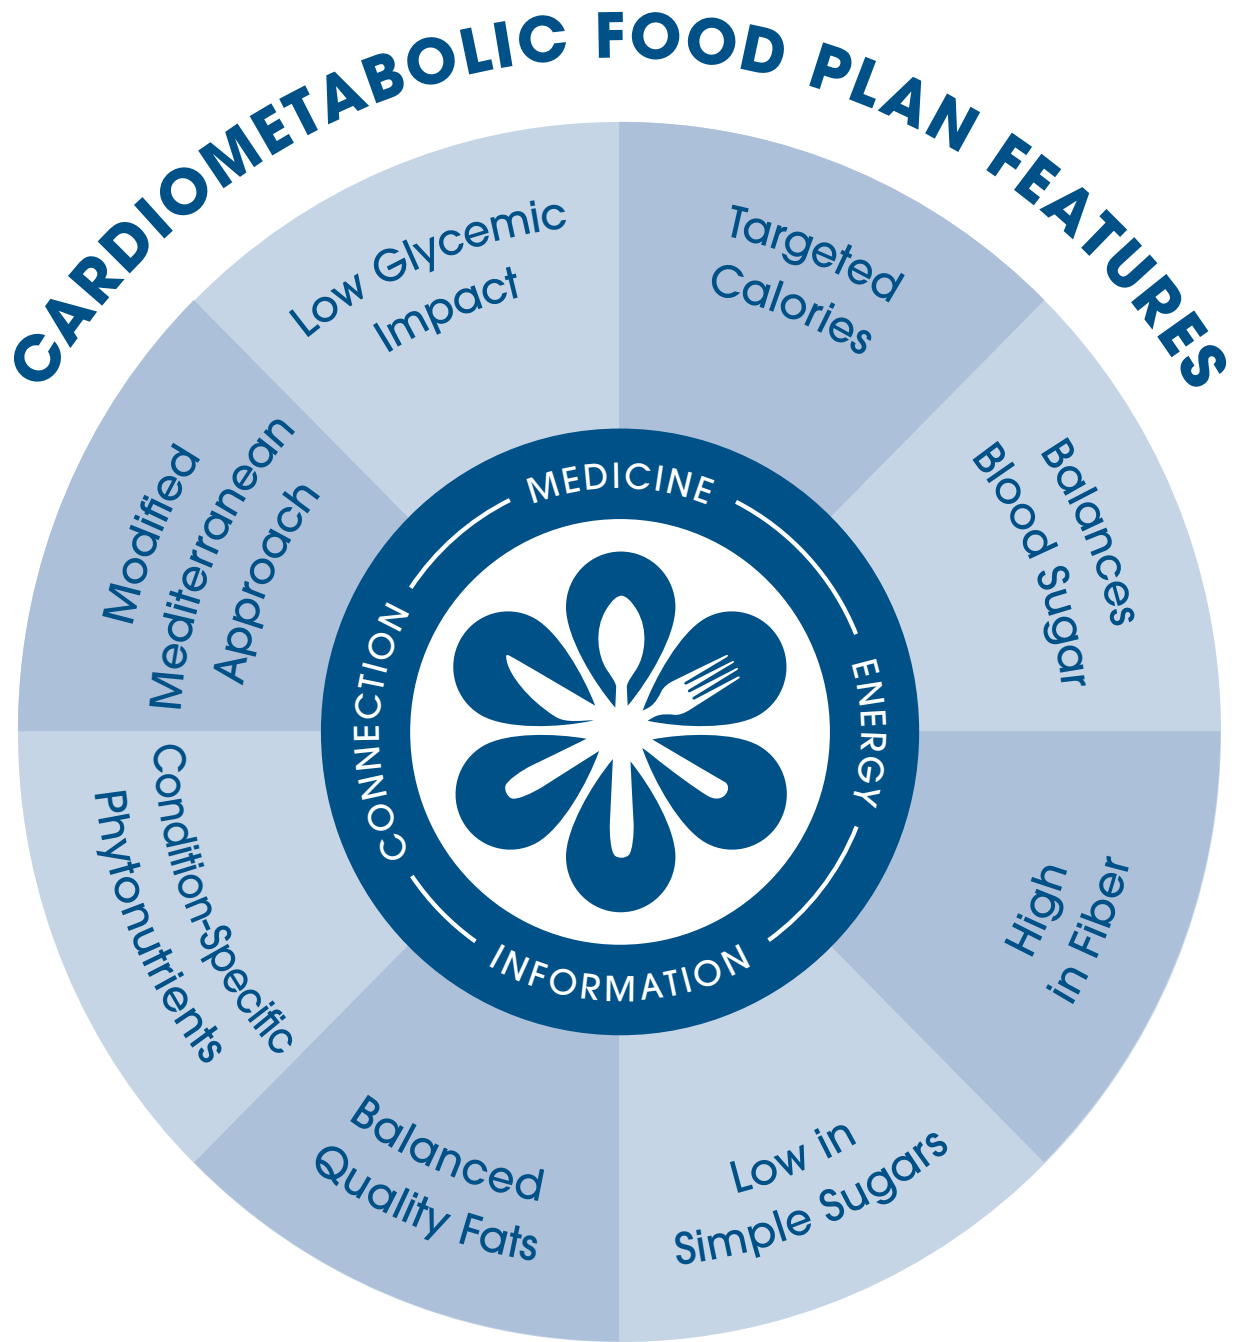 CARDIOMETABOLIC FOOD PLAN FEATURES
Targeted
Calories
Balances
Blood Sugar
High
in Fiber
Low in
Simple Sugars
Balanced
Quality Fats
Condition-Specific
Phytonutrients
Modified
Mediterranean
Approach
Low Glycemic
Impact
MEDICINE
ENERGY
INFORMATION
CONNECTION